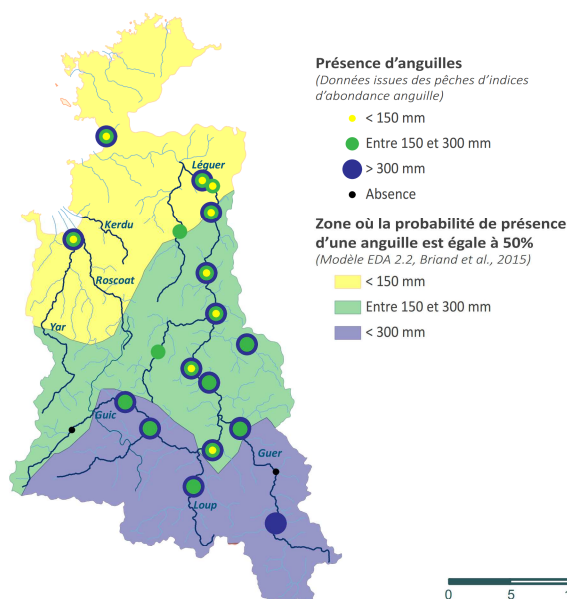 Présence d'anguilles
(Données issues des pêches d'indices
d'abondance anguille)
< 150 mm
Entre 150 et 300 mm
> 300 mm
Absence
Zone où la probabilité de présence
d'une anguille est égale à 50%
(Modèle EDA 2.2, Briand et al., 2015)
< 150 mm
Entre 150 et 300 mm
< 300 mm
Léguer
Kerdu
Roscoat
Yar
Guic
Guer
Loup
0 5